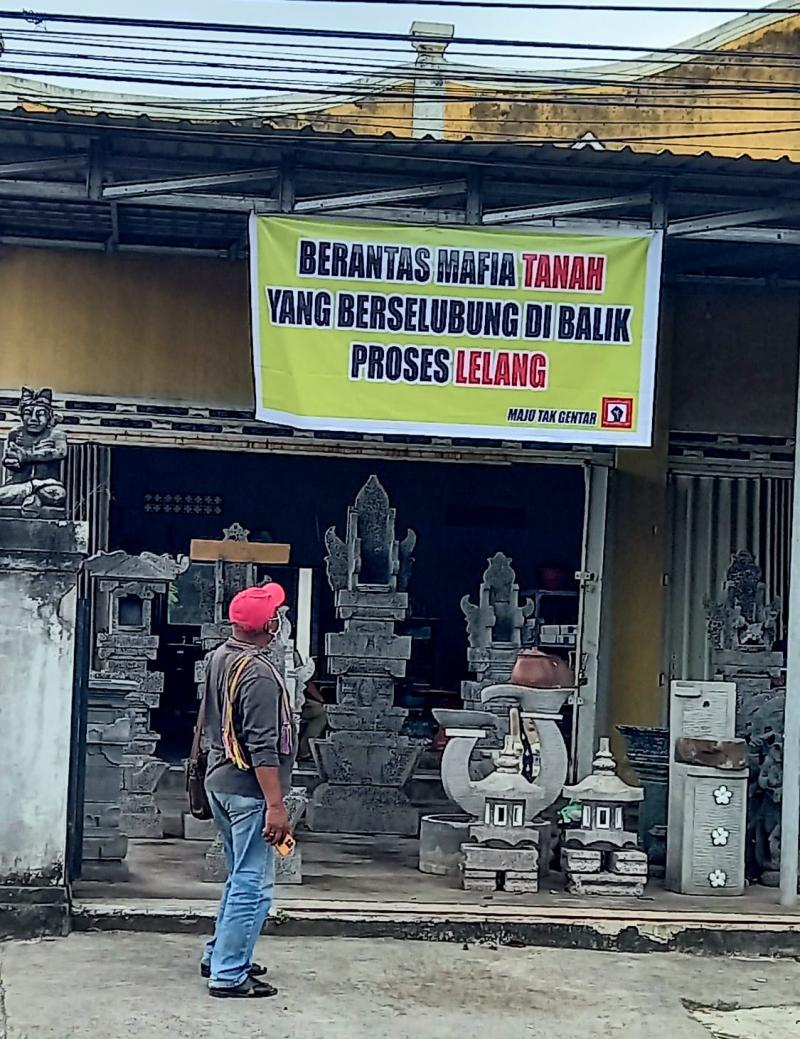 BERANTAS MAFIA TANAH
YANG BERSELUBUNG DI BALIK
PROSES LELANG
MAJU TAK GENTAR